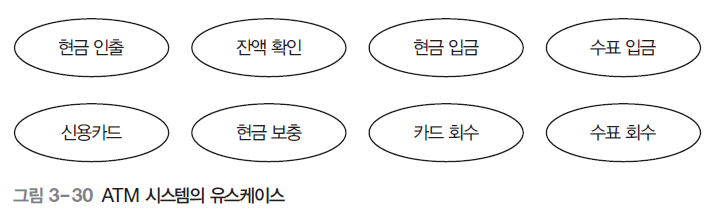 현금 인출 잔액 확인 현금 입금 수표 입금
신용카드 현금 보충 카드 회수 수표 회수
그림 3-30 ATM 시스템의 유스케이스